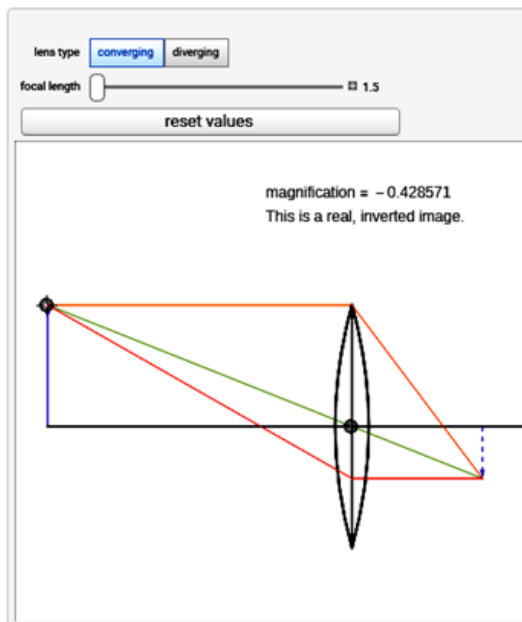 lens type converging diverging
focal length 1.5
reset values
magnification = − 0.428571
This is a real, inverted image.